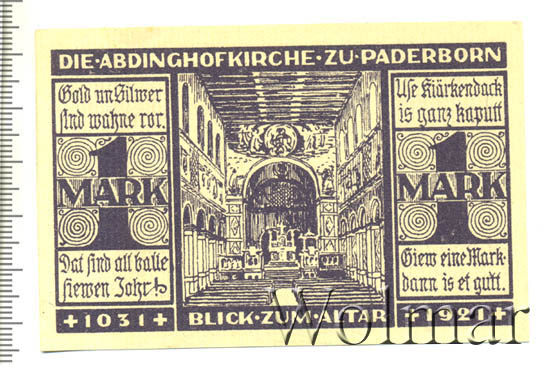 DIE·ABDINGHOFKIRCHE·ZU·PADERBORN
Gold un Silwer
sind wahne ror.
1
MARK
Dat sind all balle
siewen Johr!
Use Kiärkendack
is ganz kaputt
1
MARK
Giew eine Mark·
dann is et gutt.
+1031+
BLICK·ZUM·ALTAR
+1921+
Wolmar